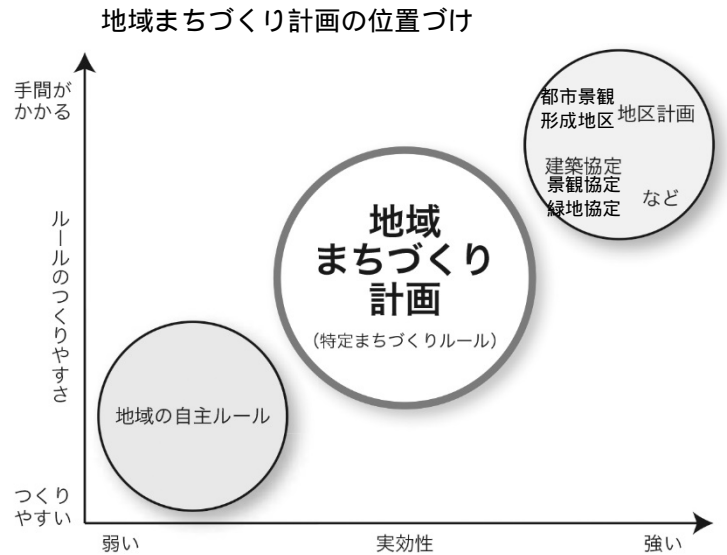 地域まちづくり計画の位置づけ
手間が
かかる
ルールのつくりやすさ
つくり
やすい
都市景観
形成地区
地区計画
建築協定
景観協定
緑地協定
など
地域
まちづくり
計画
(特定まちづくりルール)
地域の自主ルール
弱い
実効性
強い